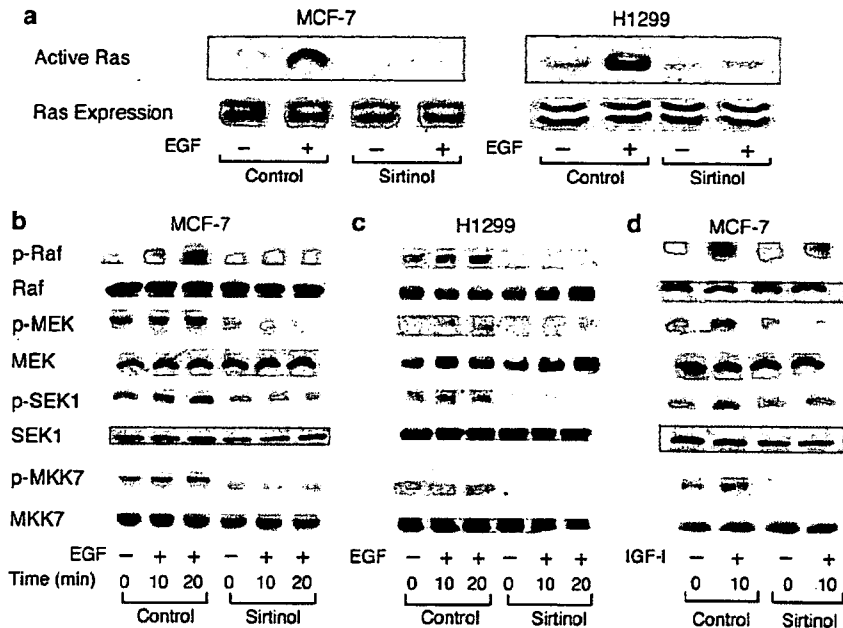 a
MCF-7
H1299
Active Ras
Ras Expression
EGF − + − + EGF − + − +
Control Sirtinol Control Sirtinol
b MCF-7 c H1299 d MCF-7
p-Raf
Raf
p-MEK
MEK
p-SEK1
SEK1
p-MKK7
MKK7
EGF − + + − + + EGF − + + − + + IGF-I − + − +
Time (min) 0 10 20 0 10 20 0 10 20 0 10 20 0 10 0 10
Control Sirtinol Control Sirtinol Control Sirtinol